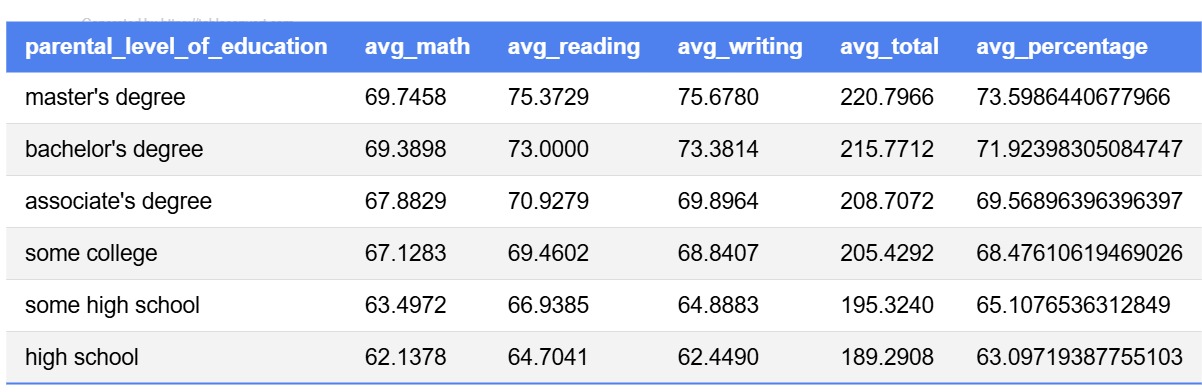 parental_level_of_education avg_math avg_reading avg_writing avg_total avg_percentage
master's degree 69.7458 75.3729 75.6780 220.7966 73.5986440677966
bachelor's degree 69.3898 73.0000 73.3814 215.7712 71.92398305084747
associate's degree 67.8829 70.9279 69.8964 208.7072 69.56896396396397
some college 67.1283 69.4602 68.8407 205.4292 68.47610619469026
some high school 63.4972 66.9385 64.8883 195.3240 65.1076536312849
high school 62.1378 64.7041 62.4490 189.2908 63.09719387755103